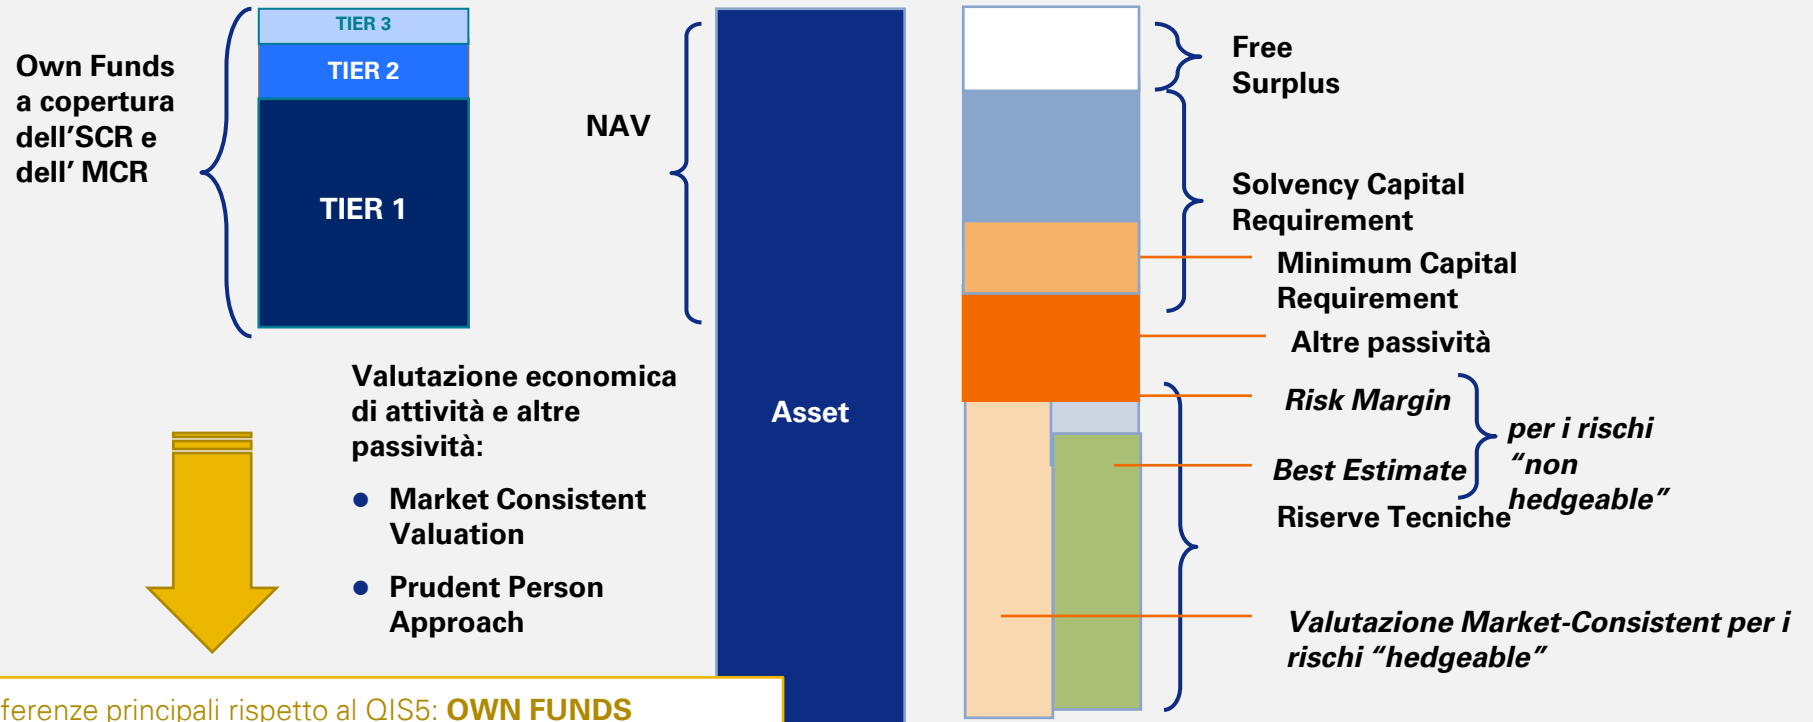 Own Funds
a copertura
dell’SCR e
dell’ MCR
TIER 3
TIER 2
TIER 1
NAV
Valutazione economica
di attività e altre
passività:
• Market Consistent
Valuation
• Prudent Person
Approach
Asset
Free
Surplus
Solvency Capital
Requirement
Minimum Capital
Requirement
Altre passività
Risk Margin
Best Estimate
per i rischi
“non
hedgeable”
Riserve Tecniche
Valutazione Market-Consistent per i
rischi “hedgeable”
ferenze principali rispetto al QIS5: OWN FUNDS